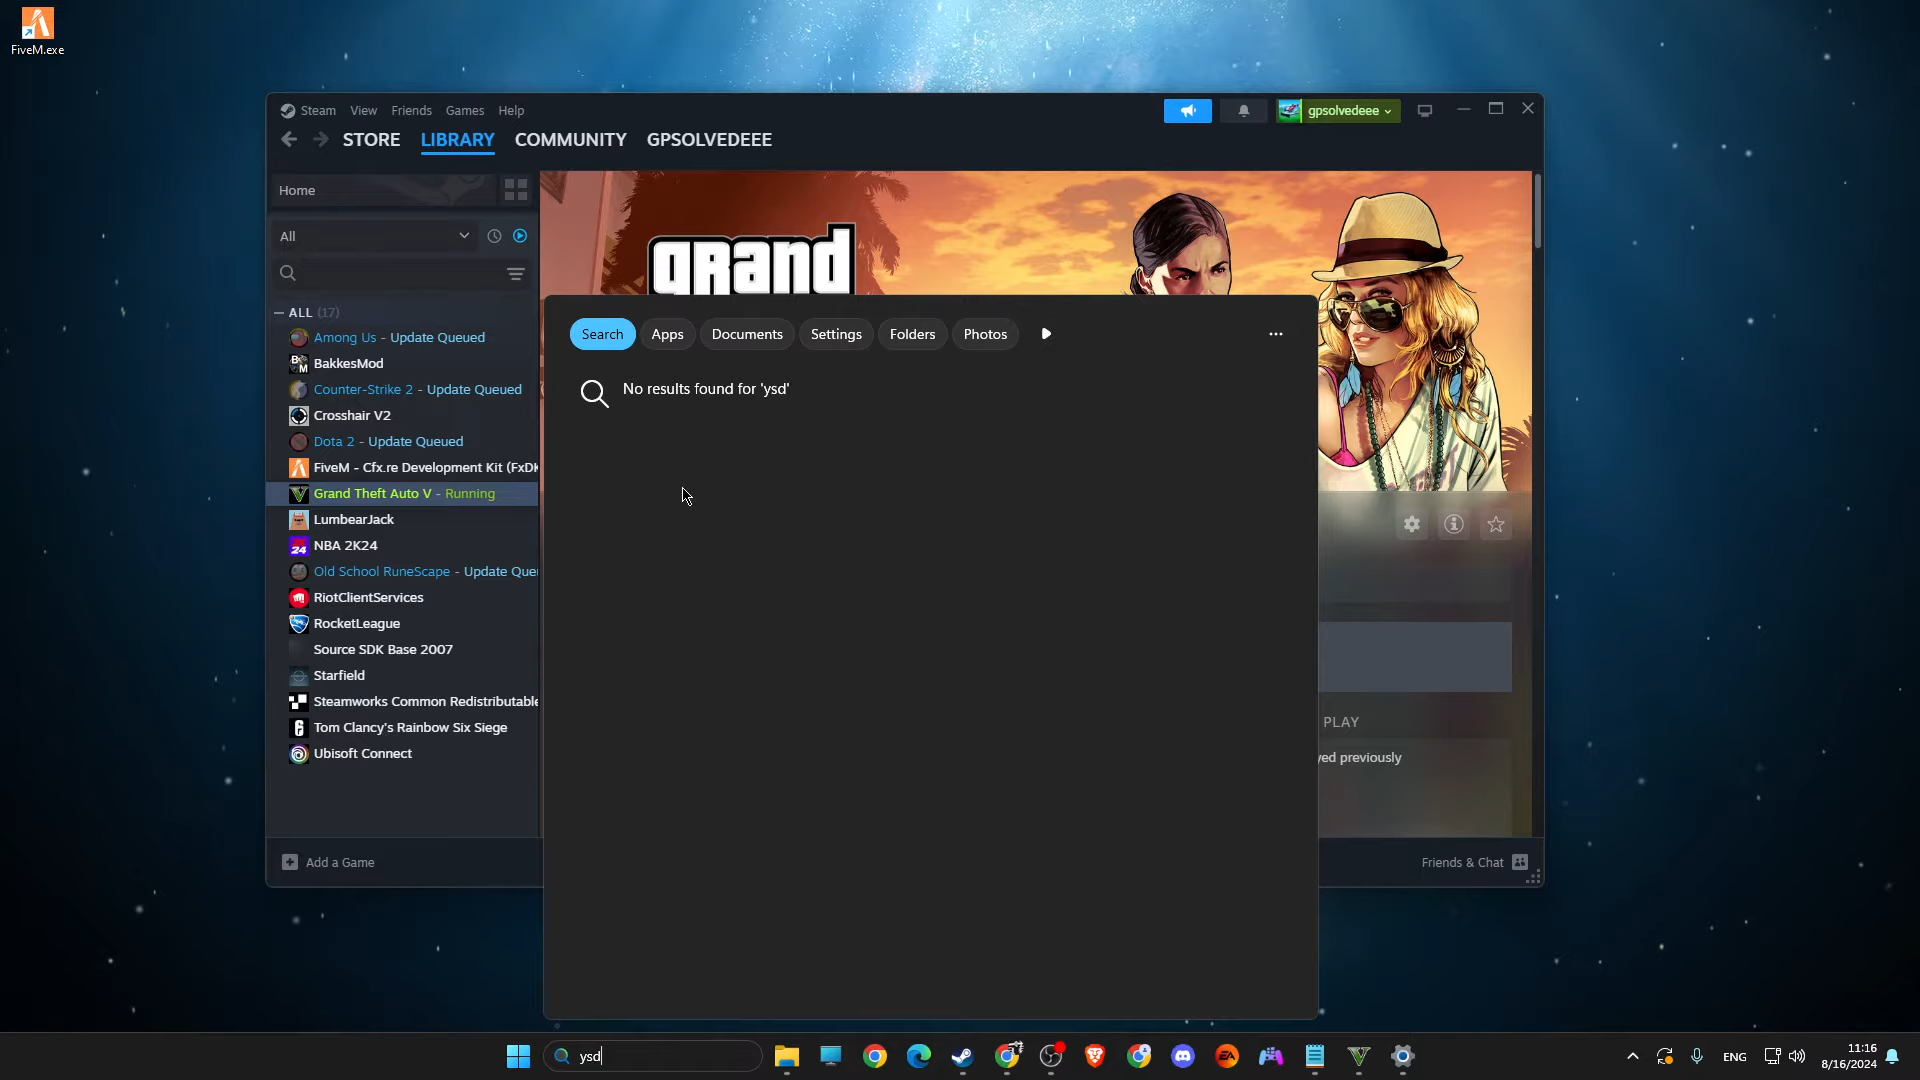 FiveM.exe
Steam View Friends Games Help
gpsolvedeee
STORE LIBRARY COMMUNITY GPSOLVEDEEE
Home
All
ALL (17)
Among Us - Update Queued
BakkesMod
Counter-Strike 2 - Update Queued
Crosshair V2
Dota 2 - Update Queued
FiveM - Cfx.re Development Kit (FxDK
Grand Theft Auto V - Running
LumbearJack
NBA 2K24
Old School RuneScape - Update Que
RiotClientServices
RocketLeague
Source SDK Base 2007
Starfield
Steamworks Common Redistributable
Tom Clancy's Rainbow Six Siege
Ubisoft Connect
Add a Game
grand
Search Apps Documents Settings Folders Photos
No results found for 'ysd'
PLAY
yed previously
Friends & Chat
ysd
EA
ENG
11:16
8/16/2024